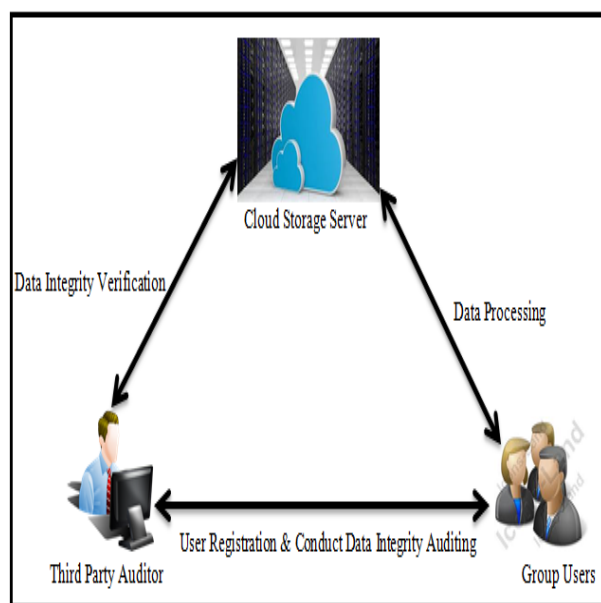 Cloud Storage Server
Data Integrity Verification
Data Processing
User Registration & Conduct Data Integrity Auditing
Third Party Auditor
Group Users